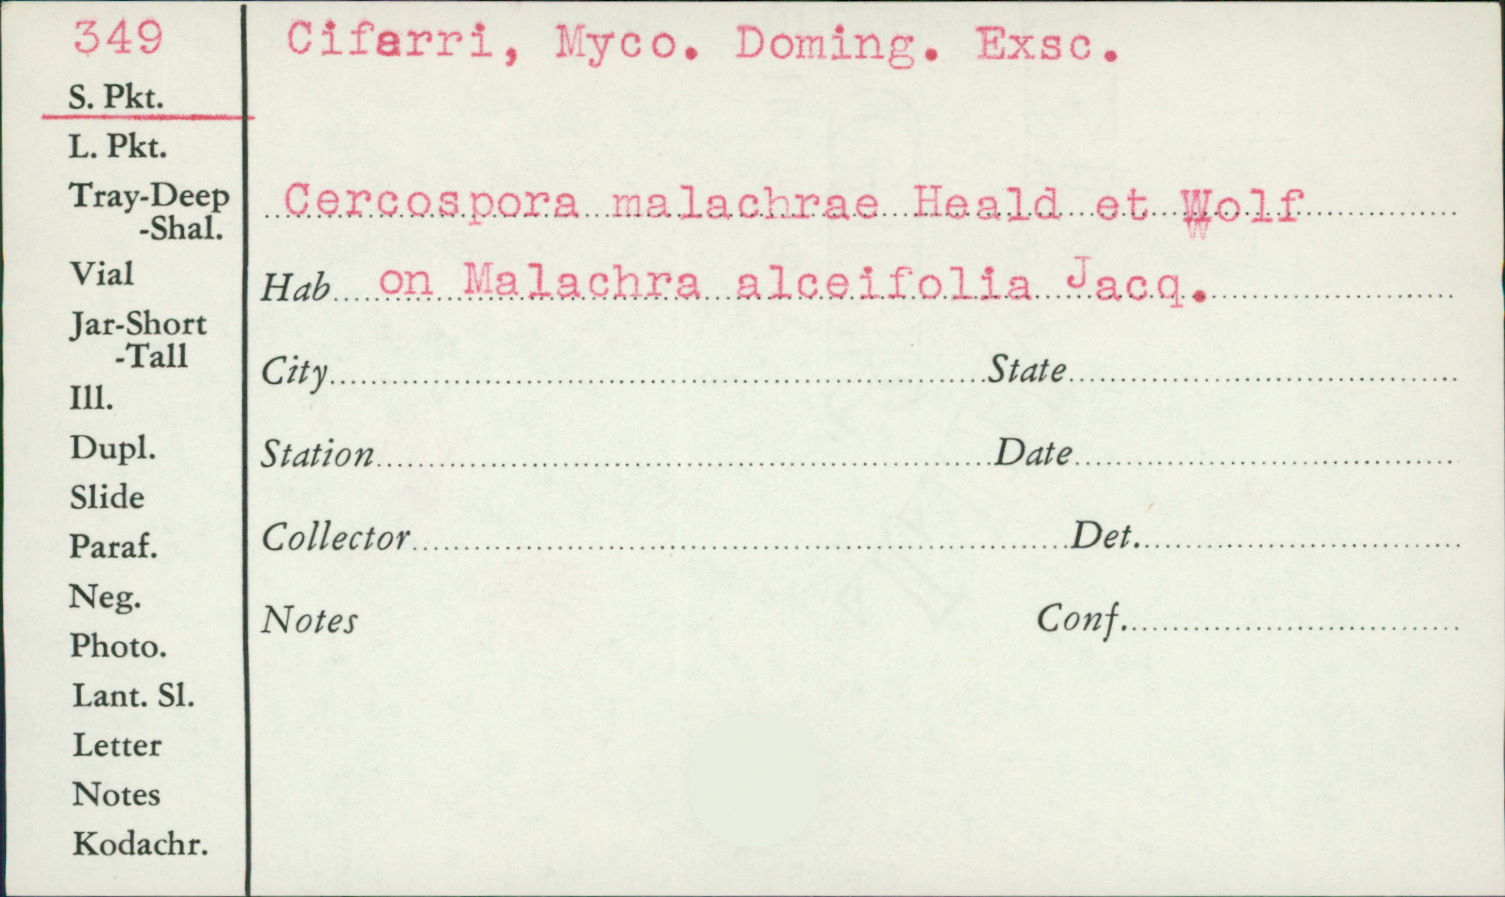 349
Cifarri, Myco. Doming. Exsc.
S. Pkt.
L. Pkt.
Tray-Deep
-Shal.
Vial
Jar-Short
-Tall
Ill.
Dupl.
Slide
Paraf.
Neg.
Photo.
Lant. Sl.
Letter
Notes
Kodachr.
Cercospora malachrae Heald et Wolf
Hab on Malachra alceifolia Jacq.
City State
Station Date
Collector Det.
Notes Conf.